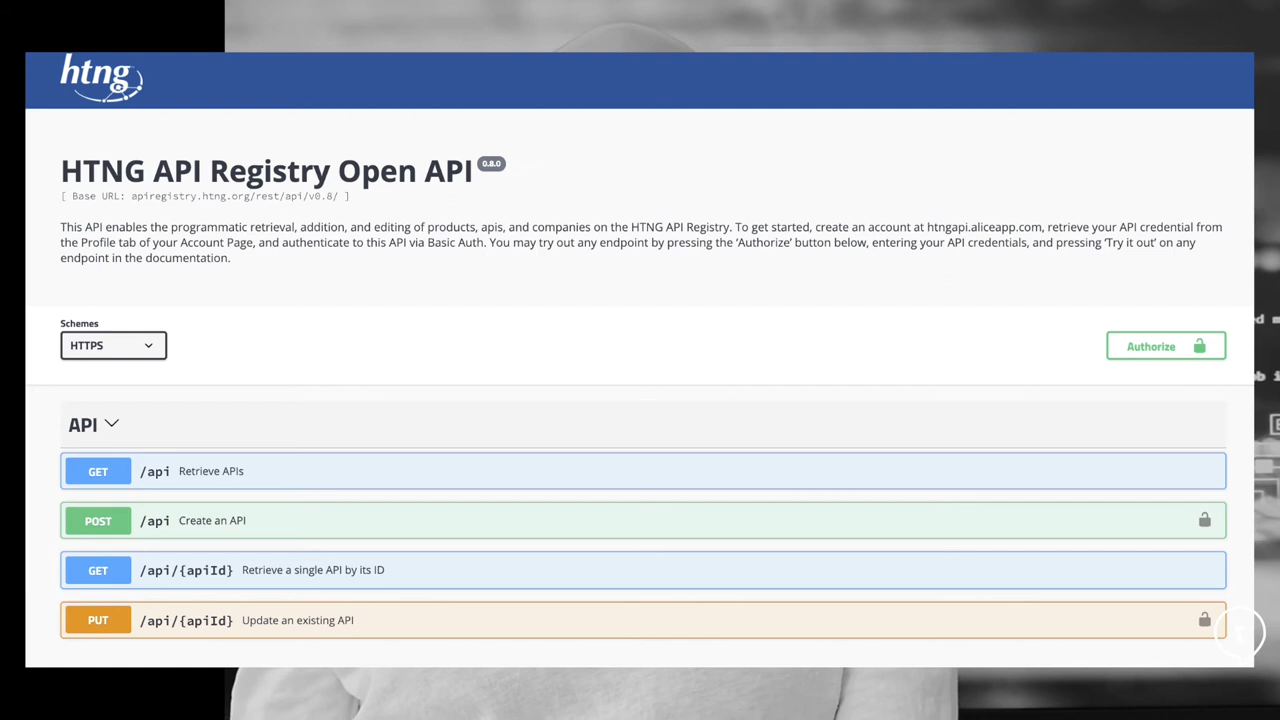 htng
HTNG API Registry Open API 0.8.0
[ Base URL: apiregistry.htng.org/rest/api/v0.8/ ]
This API enables the programmatic retrieval, addition, and editing of products, apis, and companies on the HTNG API Registry. To get started, create an account at htngapi.aliceapp.com, retrieve your API credential from
the Profile tab of your Account Page, and authenticate to this API via Basic Auth. You may try out any endpoint by pressing the 'Authorize' button below, entering your API credentials, and pressing 'Try it out' on any
endpoint in the documentation.
Schemes
HTTPS
Authorize
API
GET /api Retrieve APIs
POST /api Create an API
GET /api/{apiId} Retrieve a single API by its ID
PUT /api/{apiId} Update an existing API